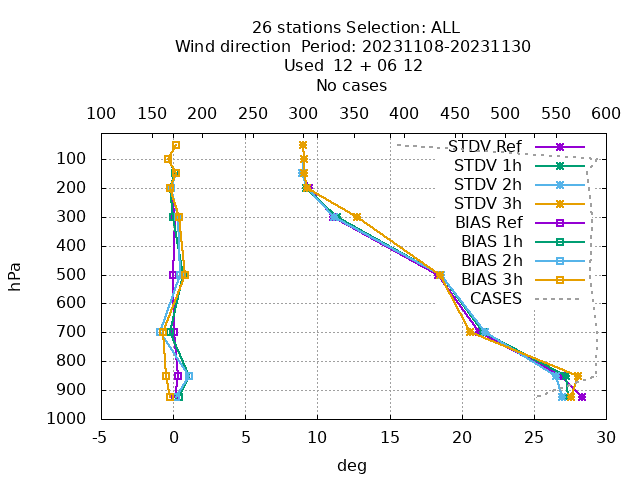 26 stations Selection: ALL
Wind direction  Period: 20231108-20231130
Used  12 + 06 12
No cases
100 150 200 250 300 350 400 450 500 550 600
STDV Ref
STDV 1h
STDV 2h
STDV 3h
BIAS Ref
BIAS 1h
BIAS 2h
BIAS 3h
CASES
hPa
100
200
300
400
500
600
700
800
900
1000
-5 0 5 10 15 20 25 30
deg